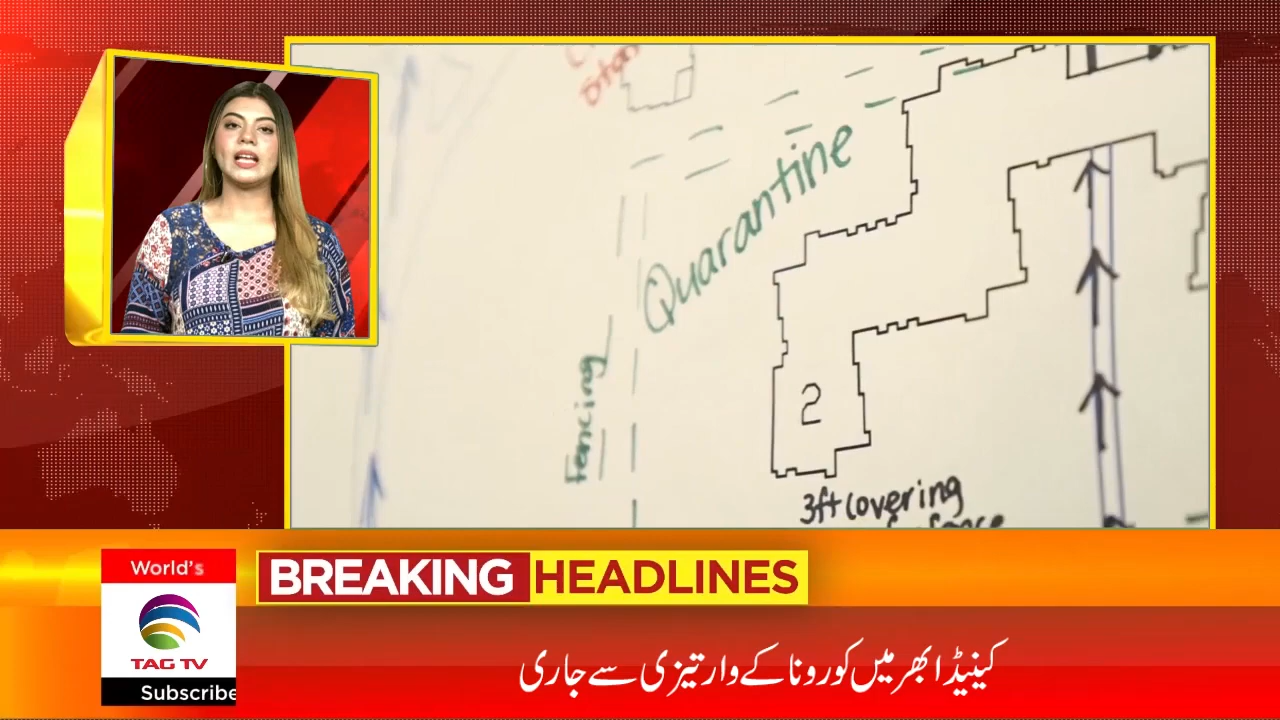 Quarantine
Fencing
2
3ft covering
World's
TAG TV
Subscribe
BREAKING HEADLINES
کینیڈا بھر میں کورونا کے وار تیزی سے جاری